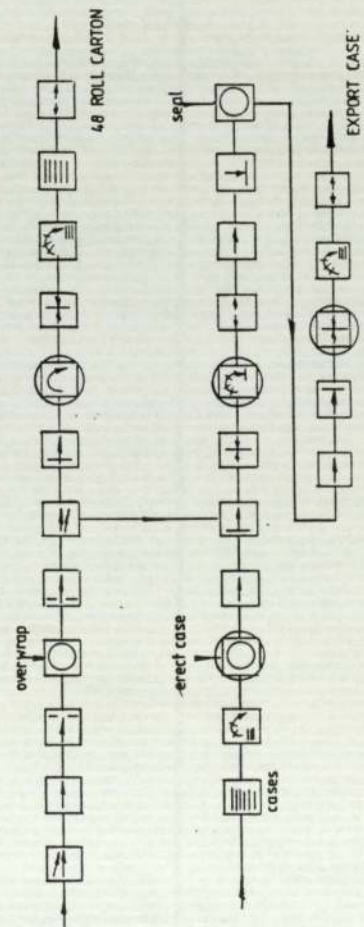 overwrap
48 ROLL CARTON
cases
erect case
seal
EXPORT CASE